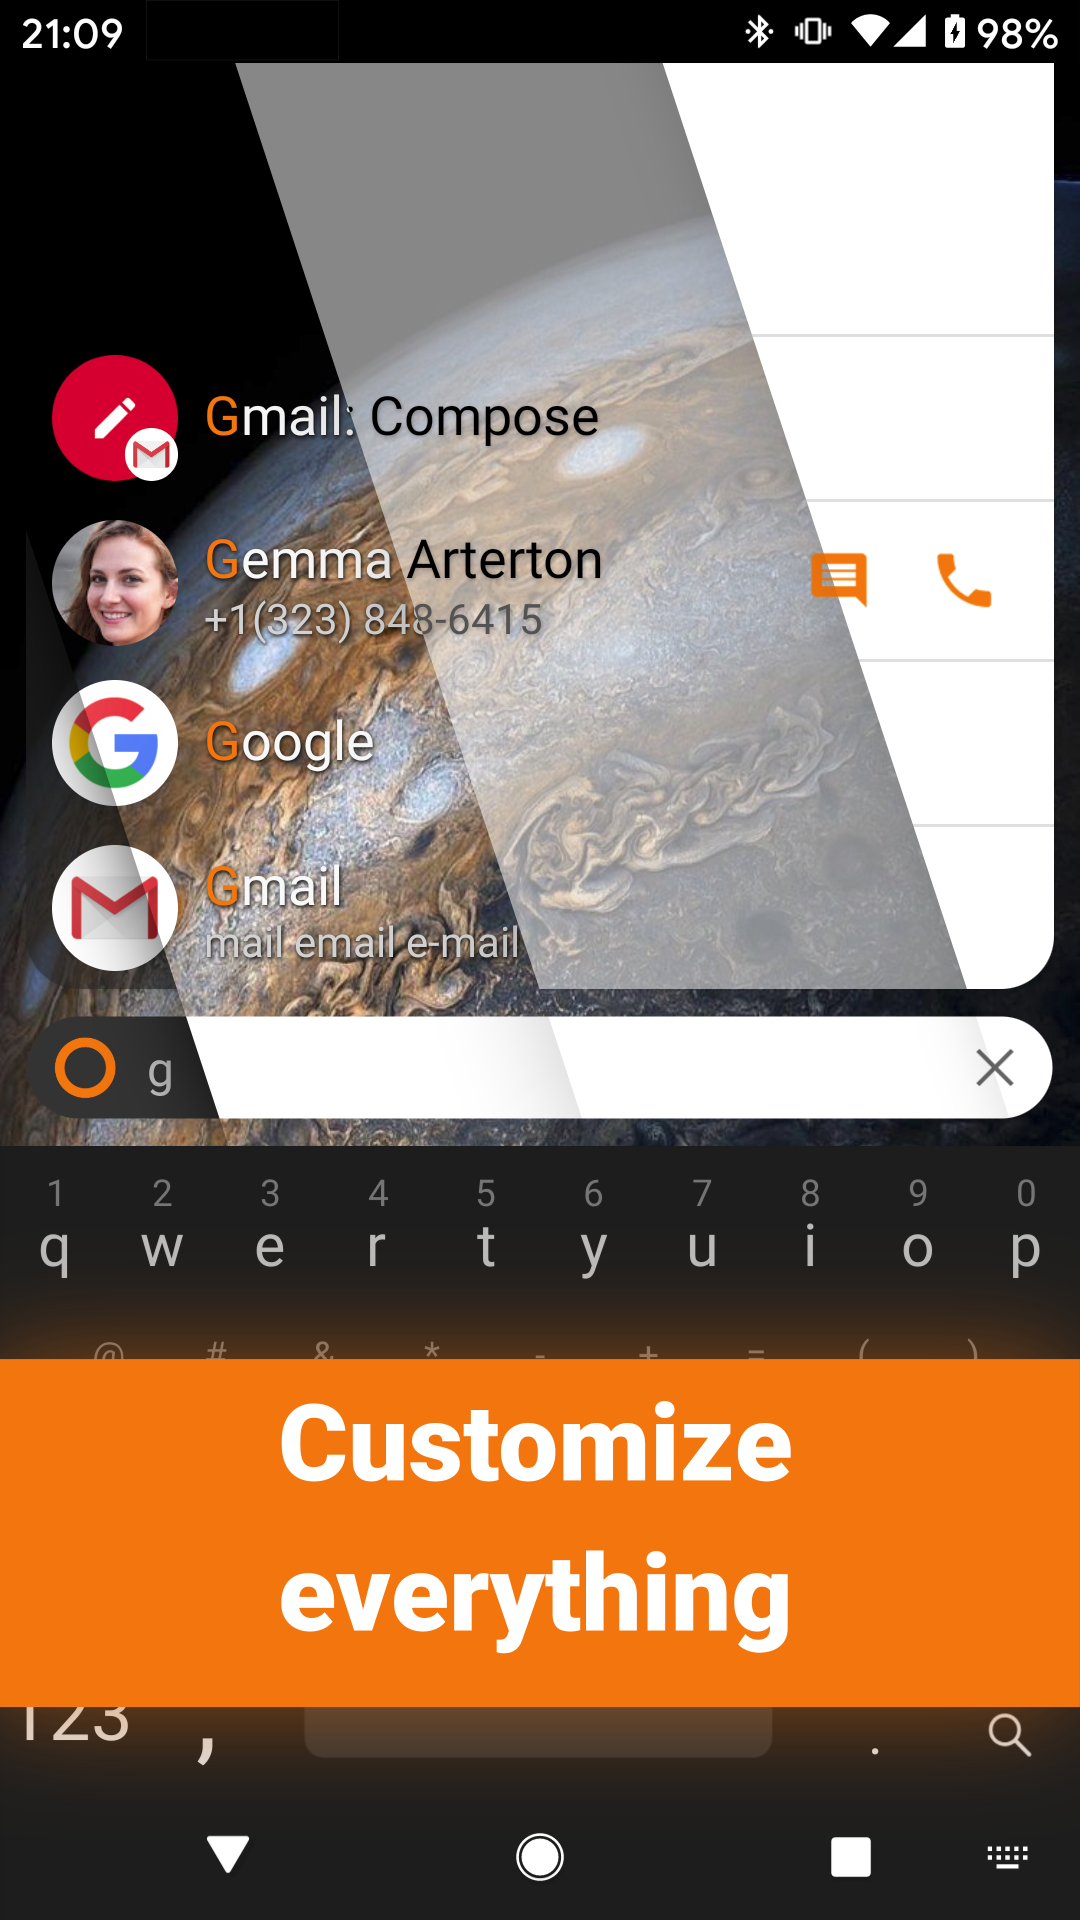 21:09 98%
Gmail: Compose
Gemma Arterton
+1(323) 848-6415
Google
Gmail
mail email e-mail
g
1 2 3 4 5 6 7 8 9 0
q w e r t y u i o p
@ # & * - + = ( )
Customize
everything
123 , .